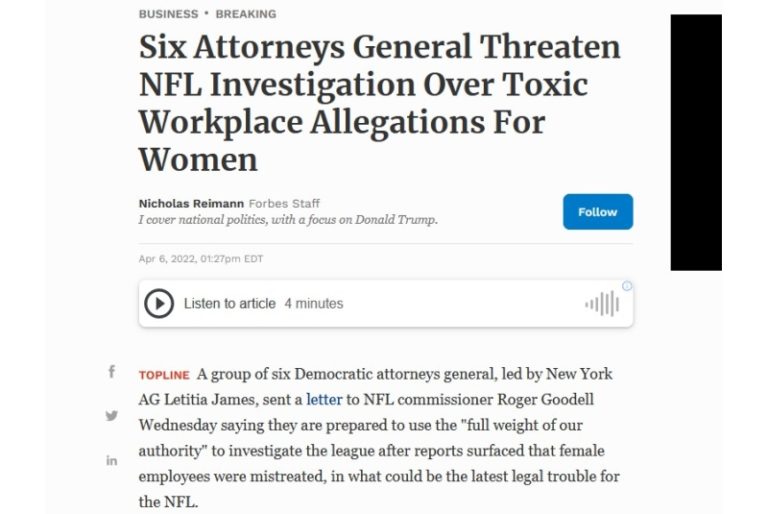 BUSINESS • BREAKING
Six Attorneys General Threaten
NFL Investigation Over Toxic
Workplace Allegations For
Women
Nicholas Reimann Forbes Staff
I cover national politics, with a focus on Donald Trump.
Follow
Apr 6, 2022, 01:27pm EDT
Listen to article 4 minutes
TOPLINE A group of six Democratic attorneys general, led by New York
AG Letitia James, sent a letter to NFL commissioner Roger Goodell
Wednesday saying they are prepared to use the "full weight of our
authority" to investigate the league after reports surfaced that female
employees were mistreated, in what could be the latest legal trouble for
the NFL.